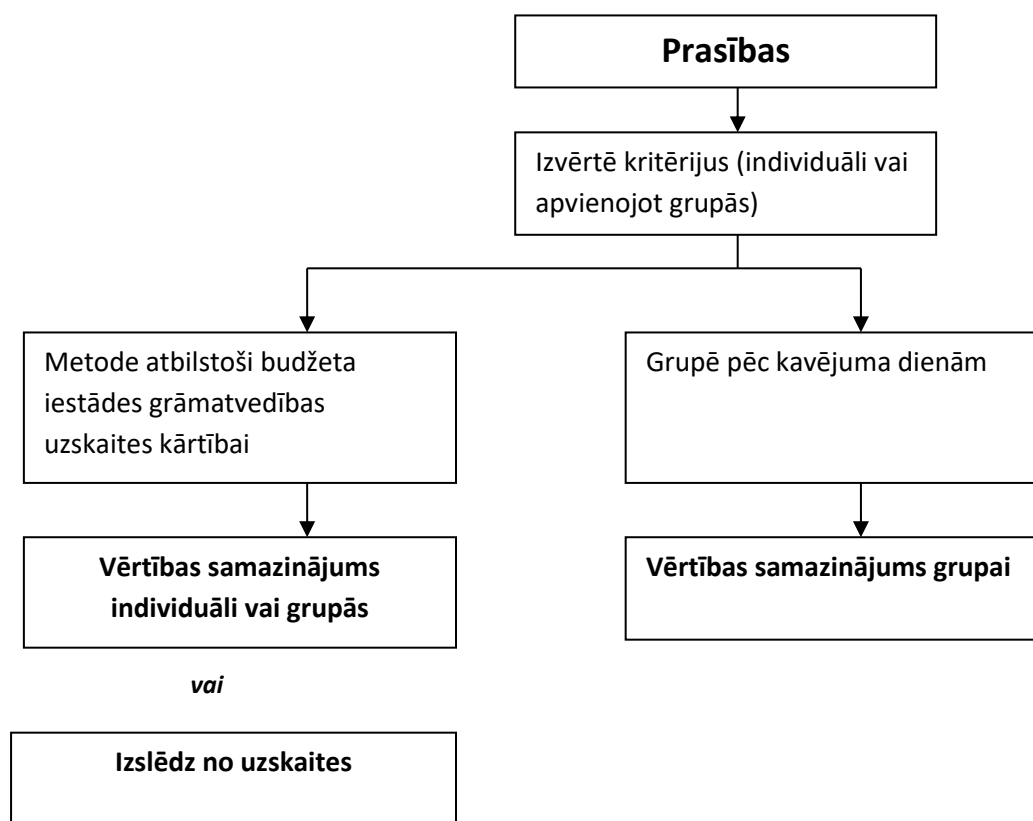 Prasības
Izvērtē kritērijus (individuāli vai
apvienojot grupās)
Metode atbilstoši budžeta
iestādes grāmatvedības
uzskaites kārtībai
Grupē pēc kavējuma dienām
Vērtības samazinājums
individuāli vai grupās
Vērtības samazinājums grupai
vai
Izslēdz no uzskaites